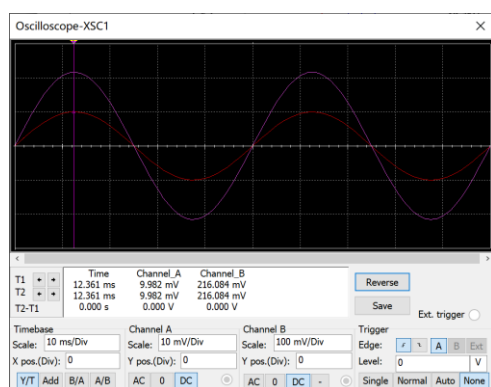 Oscilloscope-XSC1
Time Channel_A Channel_B
T1 12.361 ms 9.982 mV 216.084 mV
T2 12.361 ms 9.982 mV 216.084 mV
T2-T1 0.000 s 0.000 V 0.000 V
Reverse
Save
Ext. trigger
Timebase Channel A Channel B Trigger
Scale: 10 ms/Div Scale: 10 mV/Div Scale: 100 mV/Div Edge: A B Ext
X pos.(Div): 0 Y pos.(Div): 0 Y pos.(Div): 0 Level: 0 V
Y/T Add B/A A/B AC 0 DC AC 0 DC - Single Normal Auto None